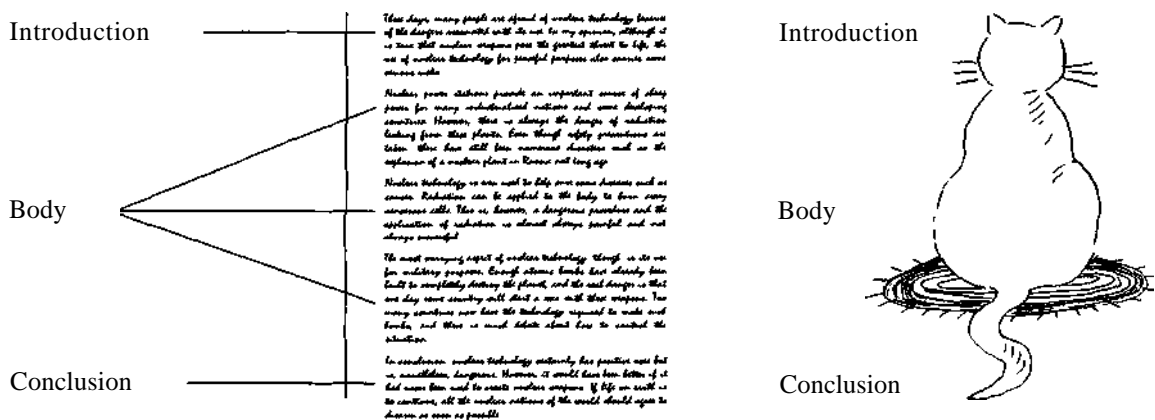 Introduction
These days, many people are afraid of nuclear technology because
of the dangers associated with its use. In my opinion, although it
is true that nuclear weapons pose the greatest threat to life, the
use of nuclear technology for peaceful purposes also carries some
serious risks.
Nuclear power stations provide an important source of cheap
power for many industrialised nations and some developing
countries. However, there is always the danger of radiation
leaking from these plants. Even though safety precautions are
taken, there have still been numerous disasters such as the
explosion of a nuclear plant in Russia not long ago.
Body
Nuclear technology is even used to help cure some diseases such as
cancer. Radiation can be applied to the body to burn away
cancerous cells. This is, however, a dangerous procedure and the
application of radiation is almost always painful and not
always successful.
The most worrying aspect of nuclear technology, though, is its use
for military purposes. Enough atomic bombs have already been
built to completely destroy the planet, and the real danger is that
one day some country will start a war with these weapons. Too
many countries now have the technology required to make such
bombs, and there is much debate about how to control the
situation.
Conclusion
In conclusion, nuclear technology certainly has positive uses but
is, nonetheless, dangerous. However, it would have been better if it
had never been used to create nuclear weapons. If life on earth is
to continue, all the nuclear nations of the world should agree to
disarm as soon as possible.
Introduction
Body
Conclusion